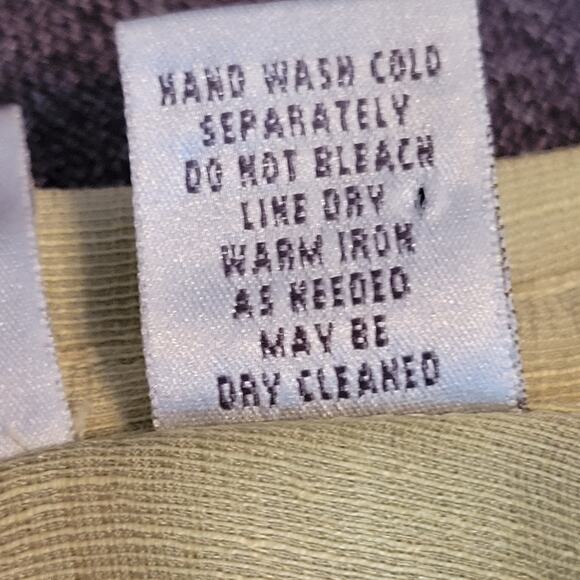 HAND WASH COLD
SEPARATELY
DO NOT BLEACH
LINE DRY
WARM IRON
AS NEEDED
MAY BE
DRY CLEANED